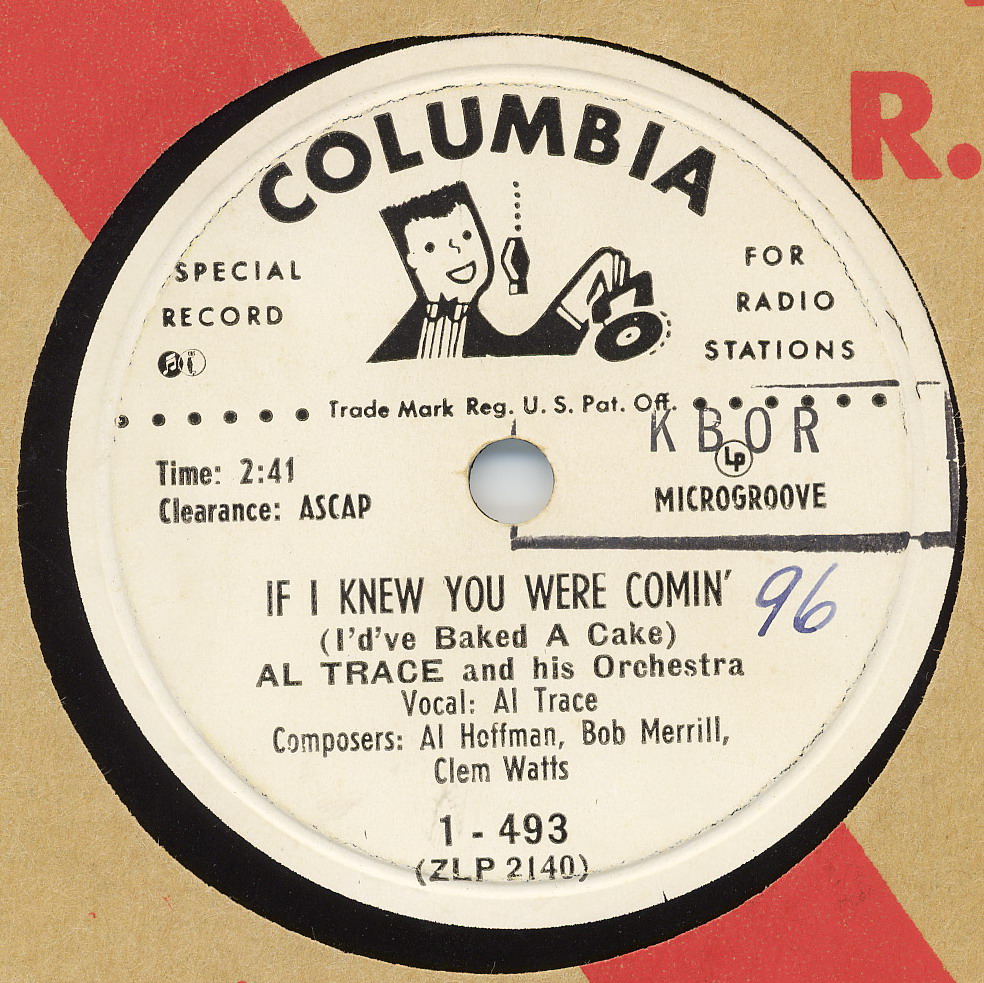 R.
COLUMBIA
SPECIAL
RECORD
FOR
RADIO
STATIONS
Trade Mark Reg. U. S. Pat. Off.
KBOR
Time: 2:41
Clearance: ASCAP
Lp
MICROGROOVE
IF I KNEW YOU WERE COMIN'
96
(I'd've Baked A Cake)
AL TRACE and his Orchestra
Vocal: Al Trace
Composers: Al Hoffman, Bob Merrill,
Clem Watts
1 - 493
(ZLP 2140)